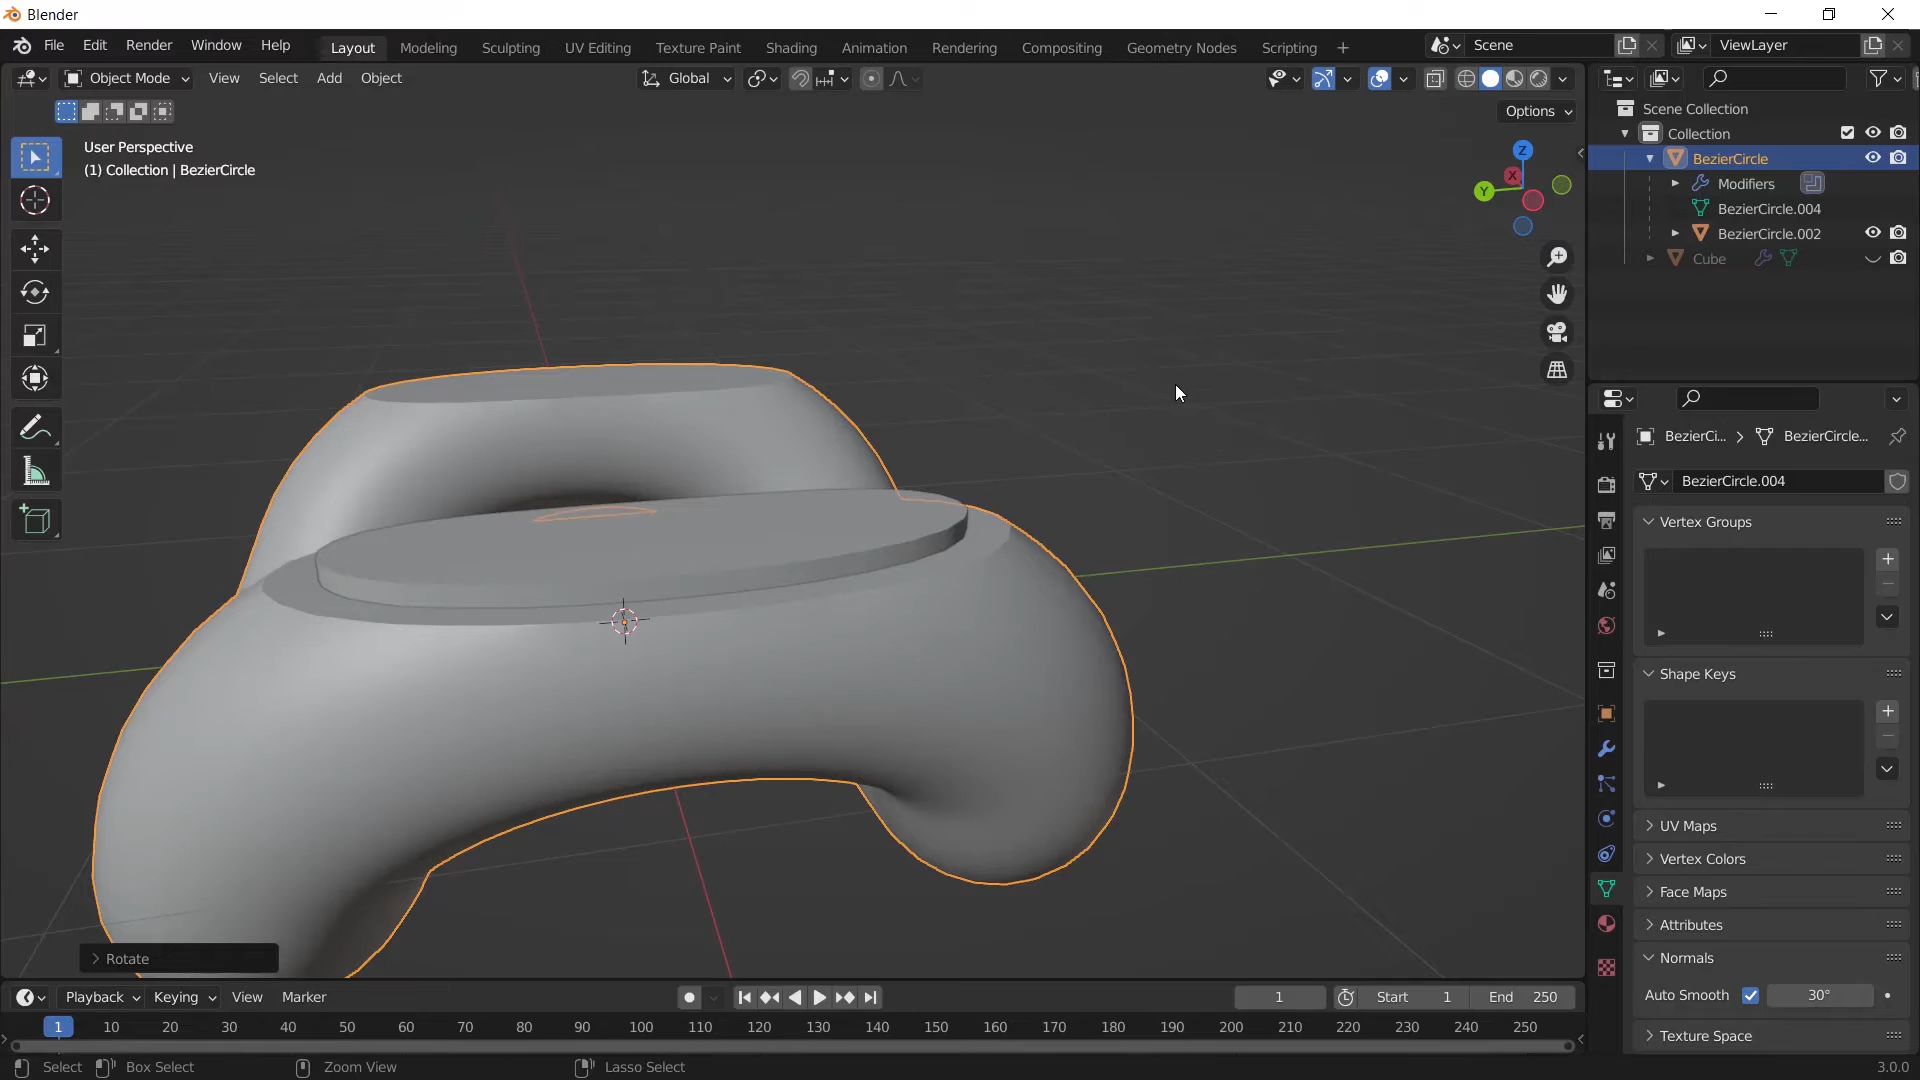 Blender
File Edit Render Window Help Layout Modeling Sculpting UV Editing Texture Paint Shading Animation Rendering Compositing Geometry Nodes Scripting Scene ViewLayer
Object Mode View Select Add Object Global
Options
User Perspective
(1) Collection | BezierCircle
Z
X
Y
Scene Collection
Collection
BezierCircle
Modifiers
BezierCircle.004
BezierCircle.002
Cube
BezierCi... BezierCircle...
BezierCircle.004
Vertex Groups
Shape Keys
UV Maps
Vertex Colors
Face Maps
Attributes
Normals
Auto Smooth 30°
Texture Space
Rotate
Playback Keying View Marker 1 Start 1 End 250
1 10 20 30 40 50 60 70 80 90 100 110 120 130 140 150 160 170 180 190 200 210 220 230 240 250
Select Box Select Zoom View Lasso Select 3.0.0